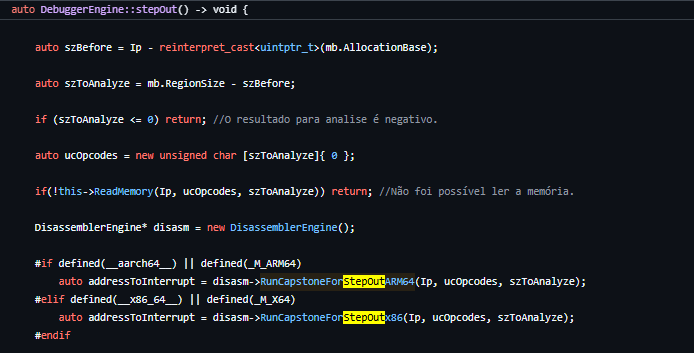 auto DebuggerEngine::stepOut() -> void {
auto szBefore = Ip - reinterpret_cast<uintptr_t>(mb.AllocationBase);
auto szToAnalyze = mb.RegionSize - szBefore;
if (szToAnalyze <= 0) return; //O resultado para analise é negativo.
auto ucOpcodes = new unsigned char [szToAnalyze]{ 0 };
if(!this->ReadMemory(Ip, ucOpcodes, szToAnalyze)) return; //Não foi possível ler a memória.
DisassemblerEngine* disasm = new DisassemblerEngine();
#if defined(__aarch64__) || defined(_M_ARM64)
auto addressToInterrupt = disasm->RunCapstoneForStepOutARM64(Ip, ucOpcodes, szToAnalyze);
#elif defined(__x86_64__) || defined(_M_X64)
auto addressToInterrupt = disasm->RunCapstoneForStepOutx86(Ip, ucOpcodes, szToAnalyze);
#endif